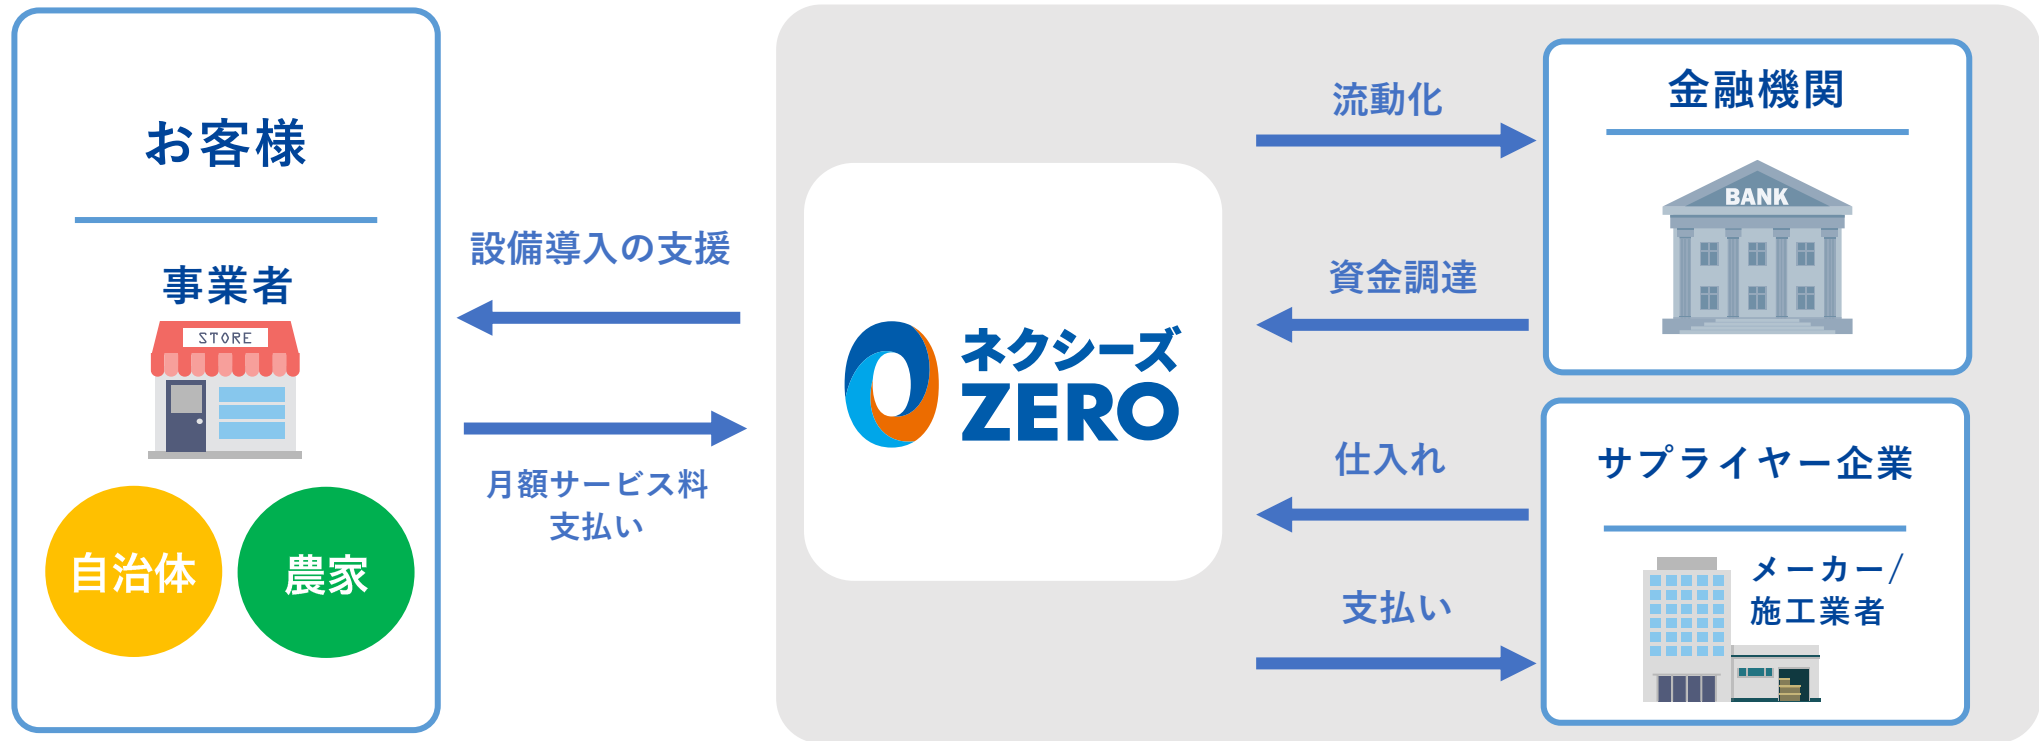 お客様
事業者
STORE
自治体
農家
設備導入の支援
月額サービス料
支払い
ネクシーズ
ZERO
流動化
資金調達
仕入れ
支払い
金融機関
BANK
サプライヤー企業
メーカー/
施工業者